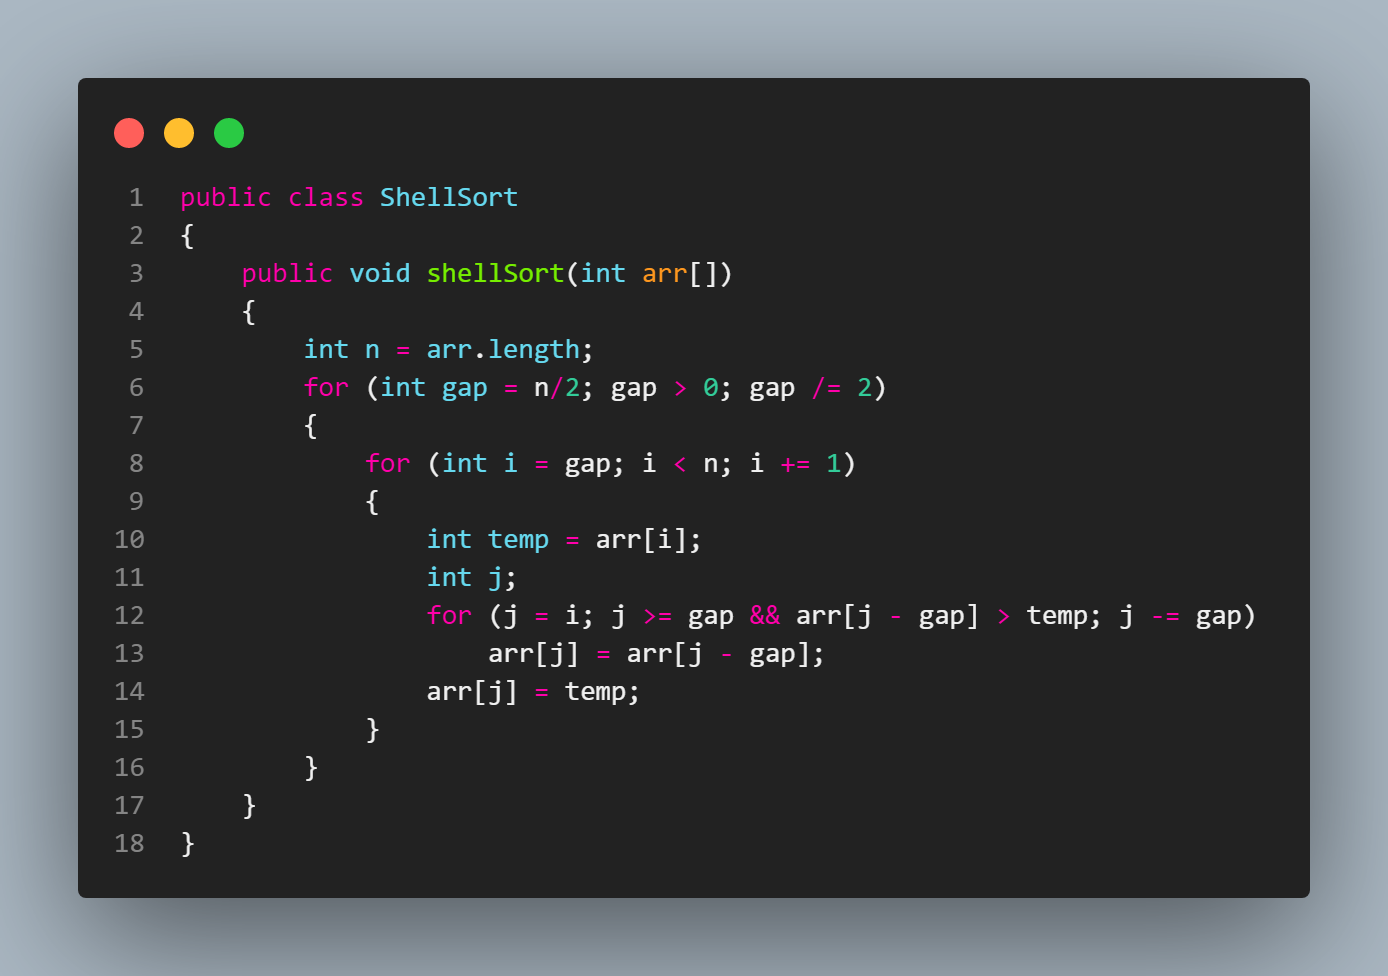 1 public class ShellSort
2 {
3     public void shellSort(int arr[])
4     {
5         int n = arr.length;
6         for (int gap = n/2; gap > 0; gap /= 2)
7         {
8             for (int i = gap; i < n; i += 1)
9             {
10                 int temp = arr[i];
11                 int j;
12                 for (j = i; j >= gap && arr[j - gap] > temp; j -= gap)
13                     arr[j] = arr[j - gap];
14                 arr[j] = temp;
15             }
16         }
17     }
18 }